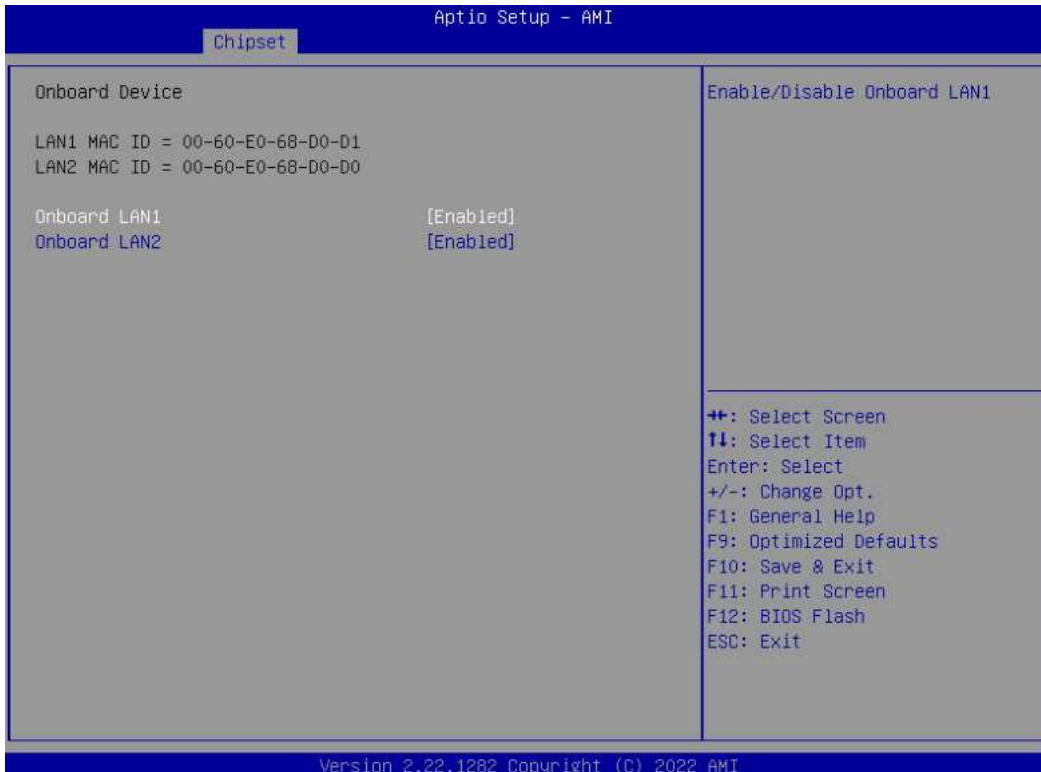 Aptio Setup – AMI
Chipset
Onboard Device
LAN1 MAC ID = 00-60-E0-68-D0-D1
LAN2 MAC ID = 00-60-E0-68-D0-D0
Onboard LAN1 [Enabled]
Onboard LAN2 [Enabled]
Enable/Disable Onboard LAN1
→←: Select Screen
↑↓: Select Item
Enter: Select
+/-: Change Opt.
F1: General Help
F9: Optimized Defaults
F10: Save & Exit
F11: Print Screen
F12: BIOS Flash
ESC: Exit
Version 2.22.1282 Copyright (C) 2022 AMI